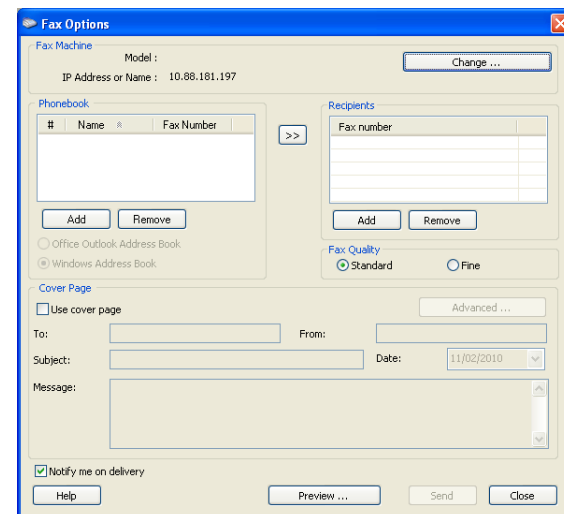 Fax Options
Fax Machine
Model :
Change ...
IP Address or Name : 10.88.181.197
Phonebook
# Name Fax Number
>>
Add Remove
Office Outlook Address Book
Windows Address Book
Recipients
Fax number
Add Remove
Fax Quality
Standard Fine
Cover Page
Use cover page
Advanced ...
To: From:
Subject: Date: 11/02/2010
Message:
Notify me on delivery
Help Preview ... Send Close